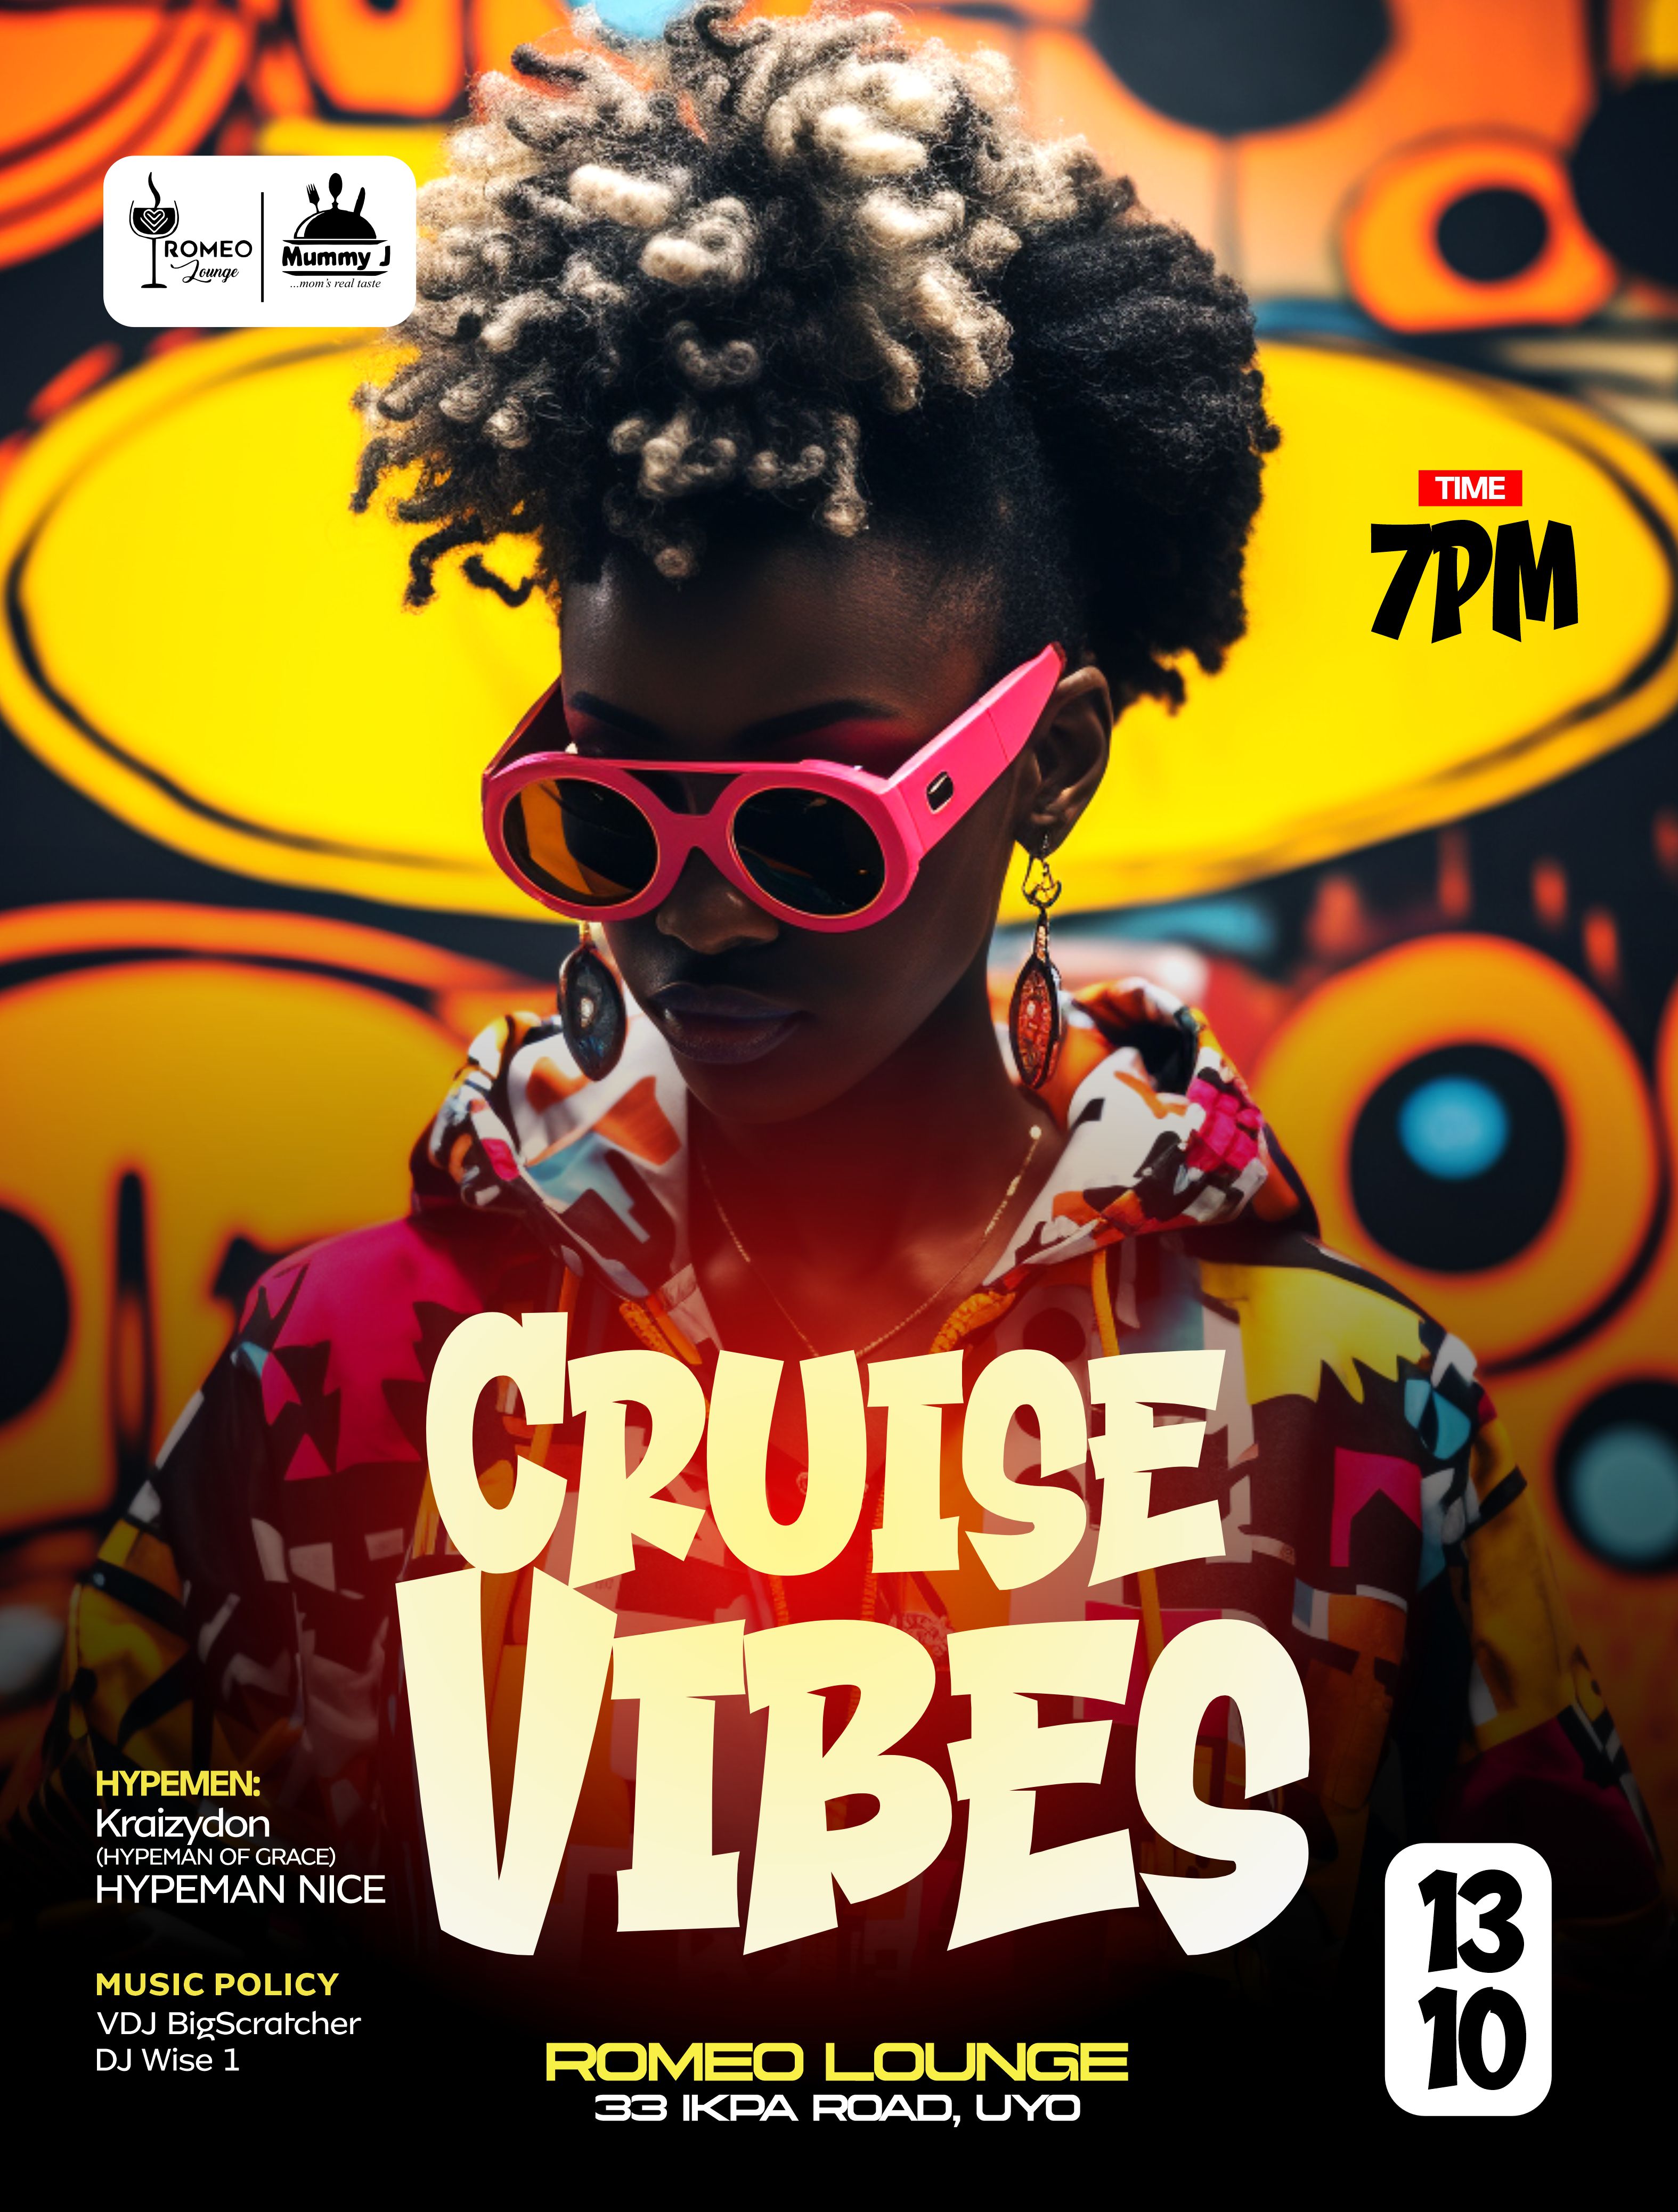 ROMEO
Lounge
Mummy J
...mom's real taste
TIME
7PM
CRUISE
VIBES
HYPEMEN:
Kraizydon
(HYPEMAN OF GRACE)
HYPEMAN NICE
MUSIC POLICY
VDJ BigScratcher
DJ Wise 1
ROMEO LOUNGE
33 IKPA ROAD, UYO
13
10